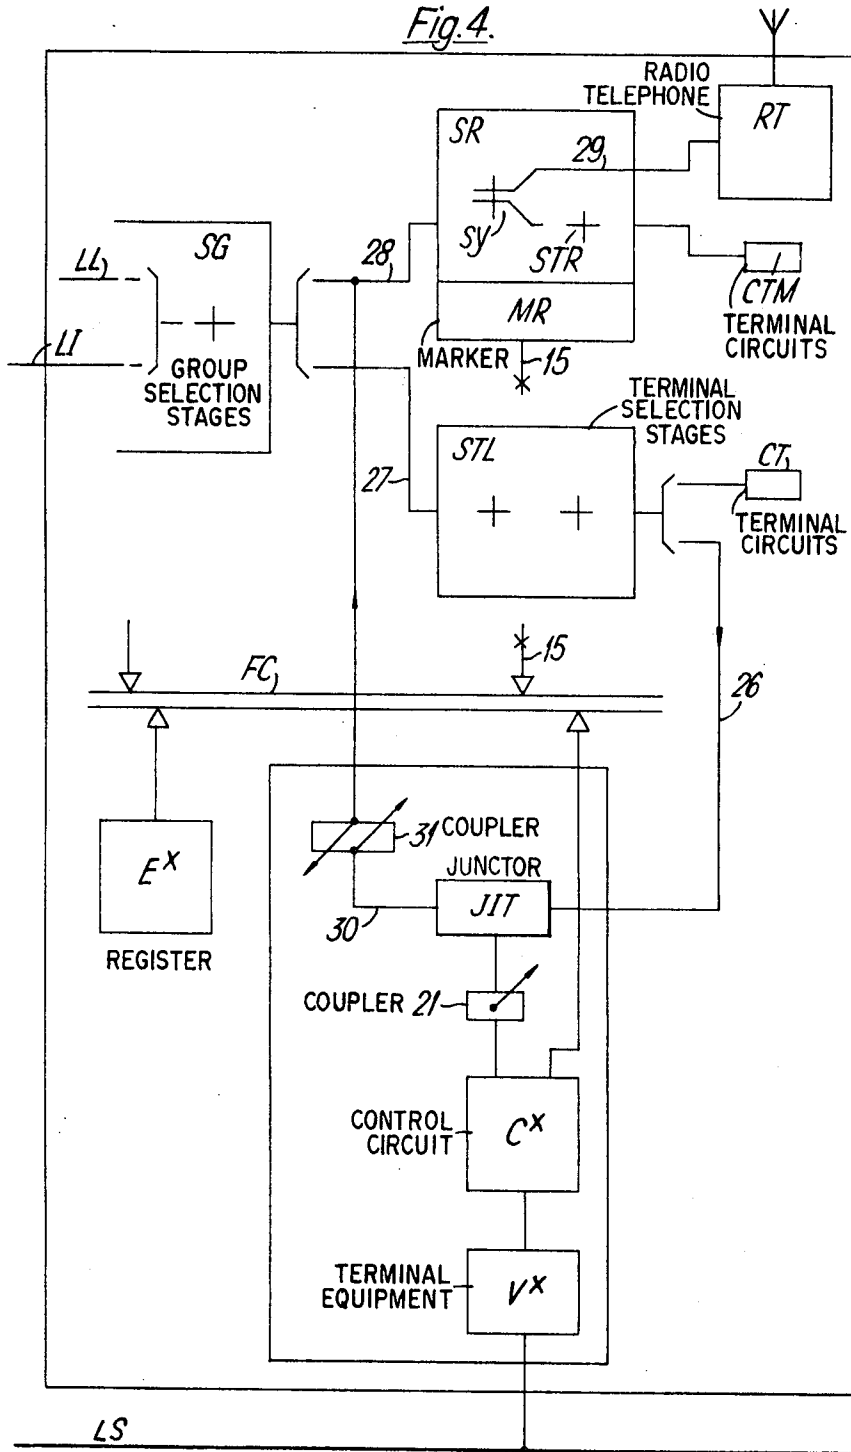 Fig. 4.
RADIO
TELEPHONE
RT
SR
29
SY
STR
SG
LL
28
CTM
TERMINAL
CIRCUITS
MR
LI
MARKER
15
GROUP
SELECTION
STAGES
TERMINAL
SELECTION
STAGES
STL
27
CT
TERMINAL
CIRCUITS
15
FC
26
31 COUPLER
E^X
JUNCTOR
JIT
30
REGISTER
COUPLER 21
CONTROL
CIRCUIT
C^X
TERMINAL
EQUIPMENT
V^X
LS